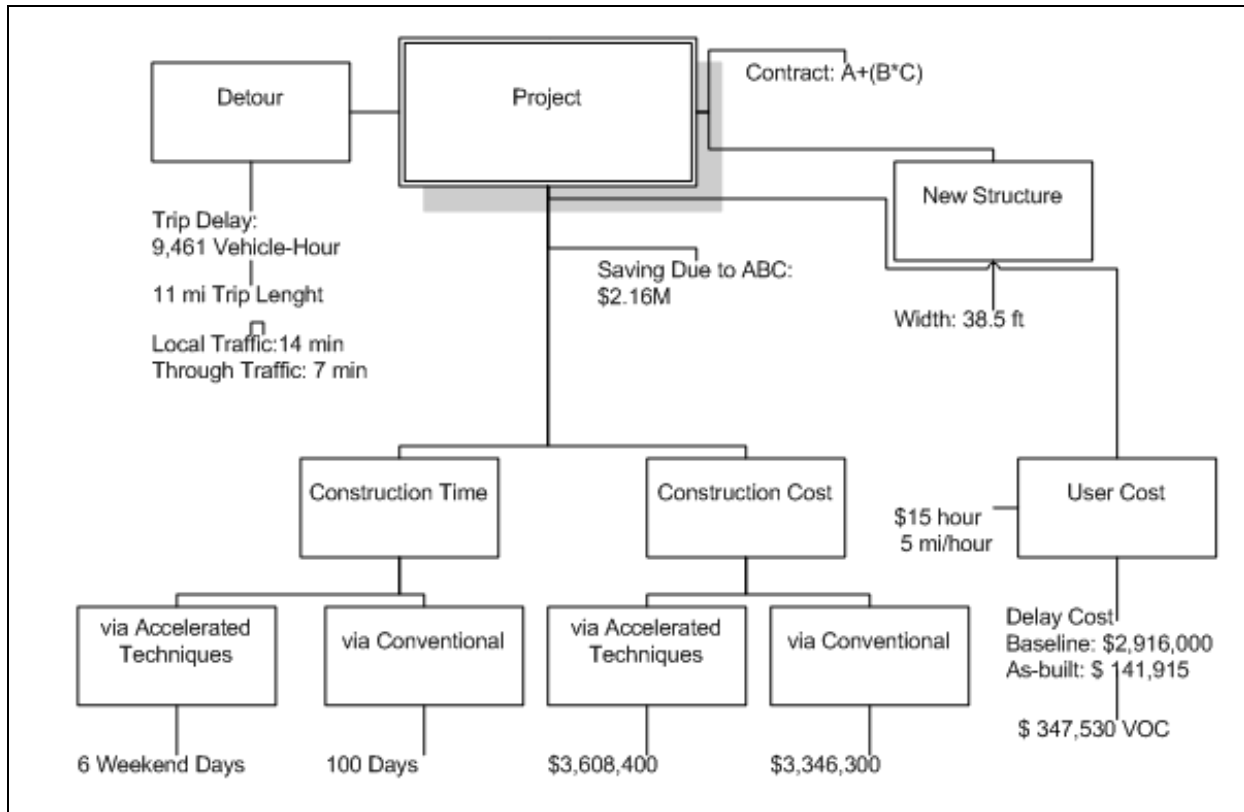 Detour
Project
Contract: A+(B*C)
New Structure
Trip Delay:
9,461 Vehicle-Hour
11 mi Trip Lenght
Local Traffic:14 min
Through Traffic: 7 min
Saving Due to ABC:
$2.16M
Width: 38.5 ft
Construction Time
Construction Cost
User Cost
$15 hour
5 mi/hour
via Accelerated
Techniques
via Conventional
via Accelerated
Techniques
via Conventional
Delay Cost
Baseline: $2,916,000
As-built: $ 141,915
$ 347,530 VOC
6 Weekend Days
100 Days
$3,608,400
$3,346,300